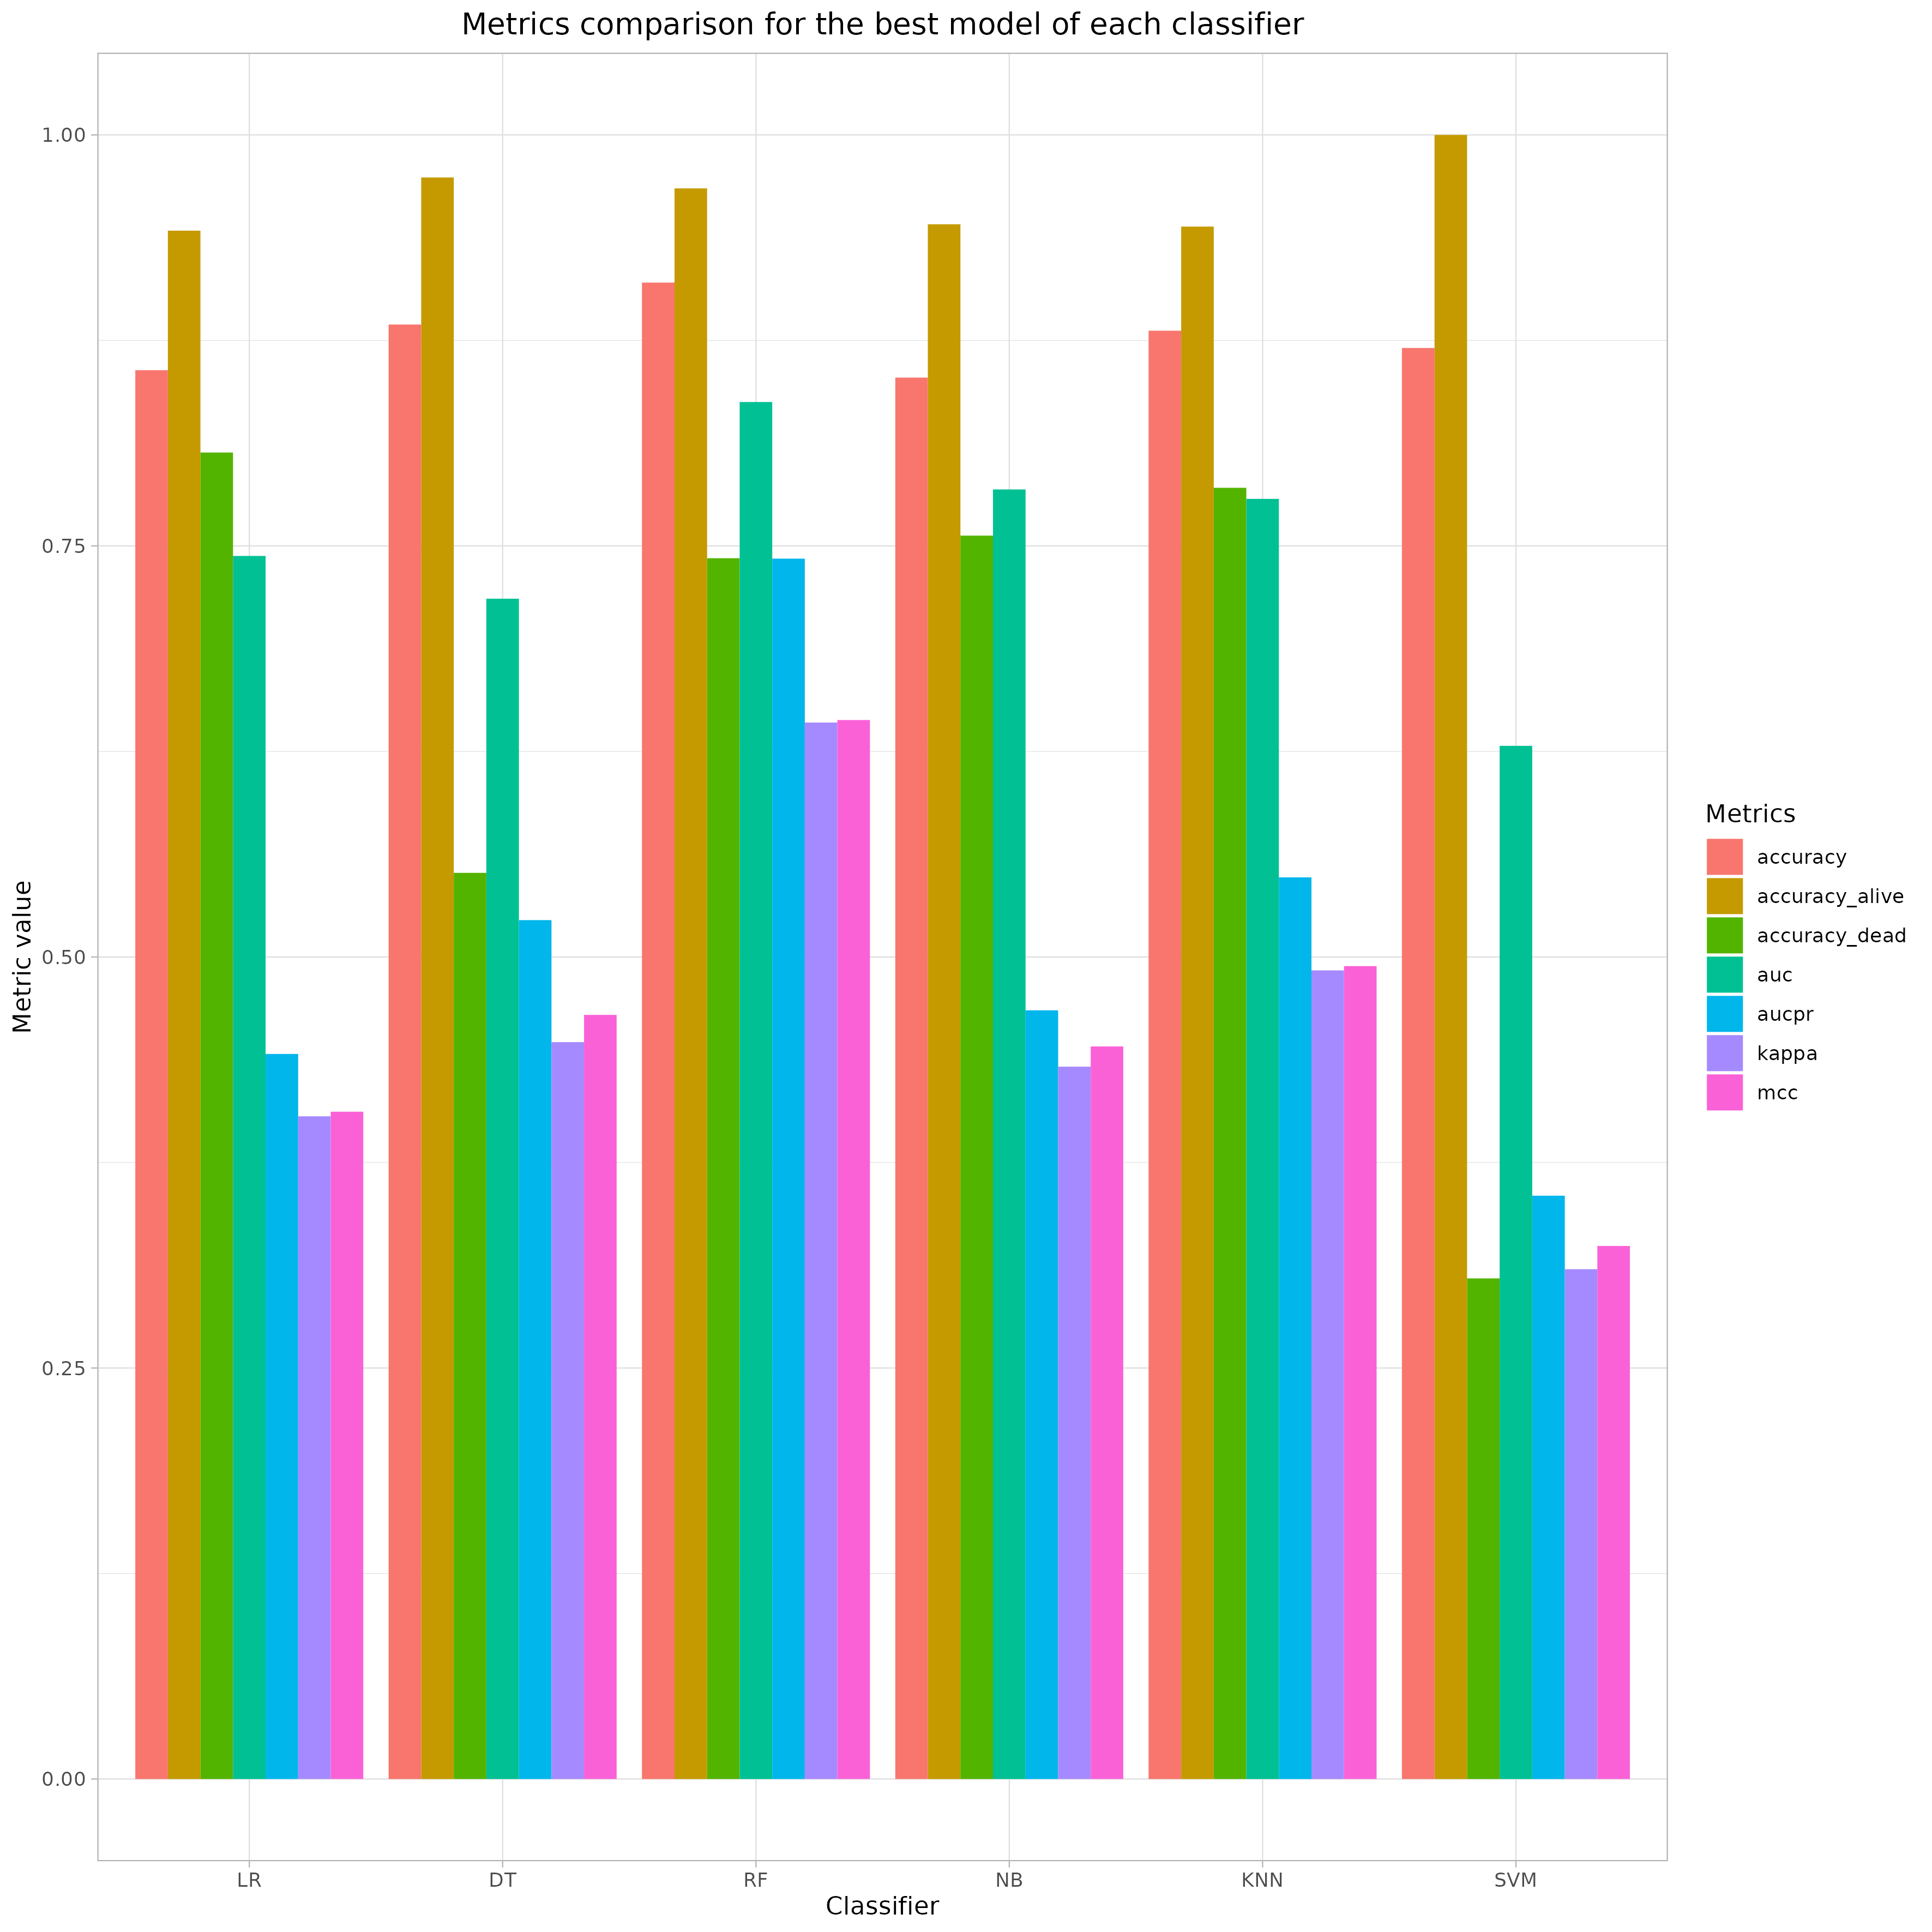 Metrics comparison for the best model of each classifier
Metric value
1.00
0.75
0.50
0.25
0.00
LR DT RF NB KNN SVM
Classifier
Metrics
accuracy
accuracy_alive
accuracy_dead
auc
aucpr
kappa
mcc